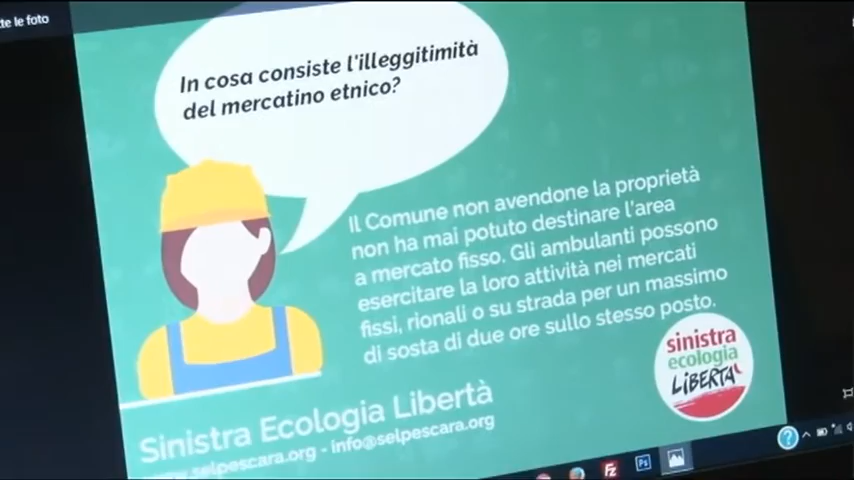 te le foto
In cosa consiste l'illeggitimità
del mercatino etnico?
Il Comune non avendone la proprietà
non ha mai potuto destinare l'area
a mercato fisso. Gli ambulanti possono
esercitare la loro attività nei mercati
fissi, rionali o su strada per un massimo
di sosta di due ore sullo stesso posto.
sinistra
ecologia
LIBERTA'
Sinistra Ecologia Libertà
www.selpescara.org - info@selpescara.org
Fz
Ps
?